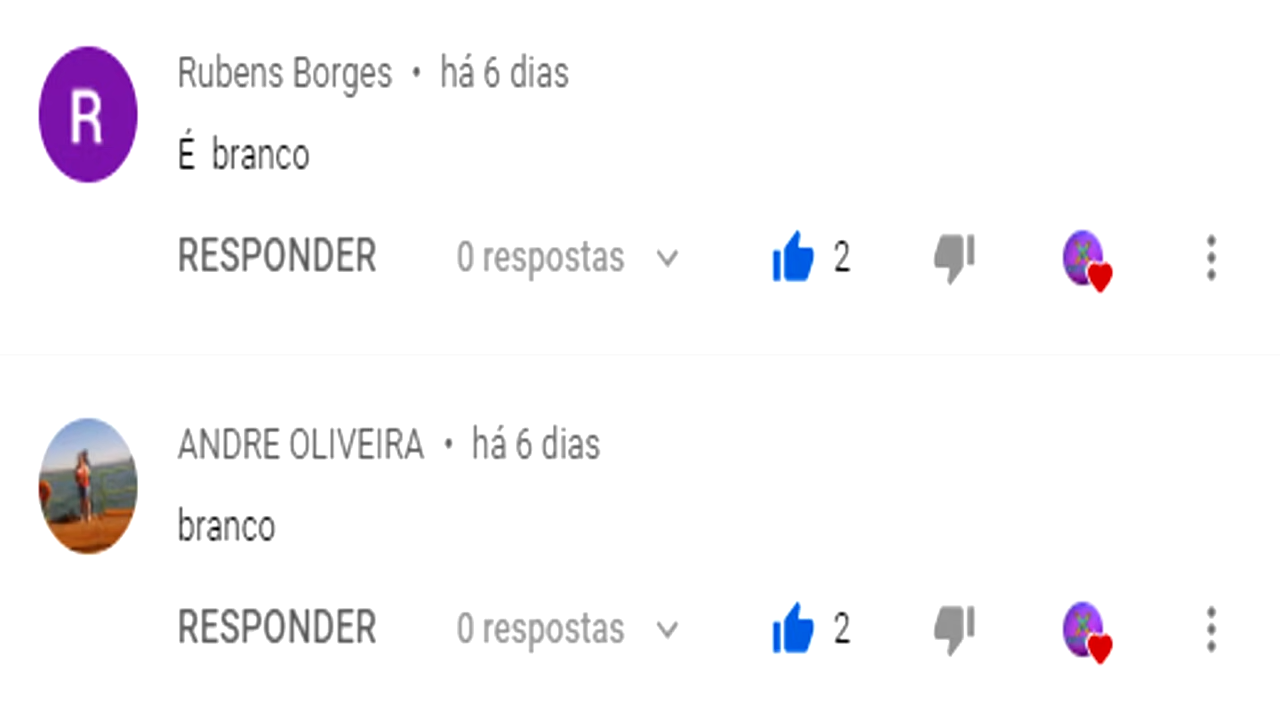 R
Rubens Borges • há 6 dias
É branco
RESPONDER 0 respostas 2
ANDRE OLIVEIRA • há 6 dias
branco
RESPONDER 0 respostas 2